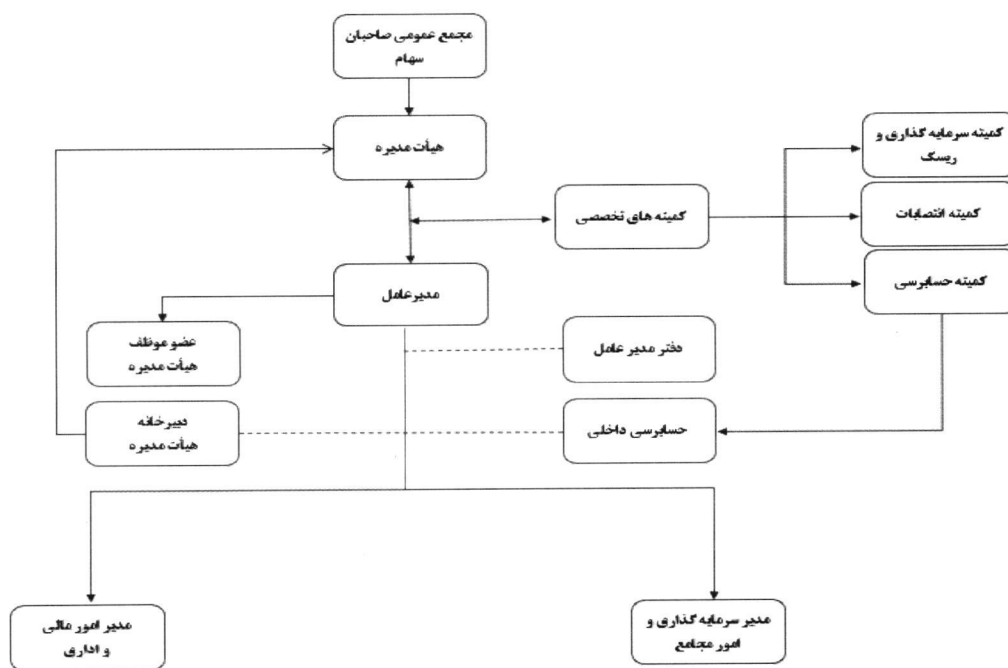 مجمع عمومی صاحبان
سهام
هیأت مدیره
کمیته سرمایه گذاری و
ریسک
کمیته های تخصصی
کمیته انتصابات
کمیته حسابرسی
مدیرعامل
عضو موظف
هیأت مدیره
دفتر مدیر عامل
دبیرخانه
هیأت مدیره
حسابرسی داخلی
مدیر امور مالی
و اداری
مدیر سرمایه گذاری و
امور مجامع